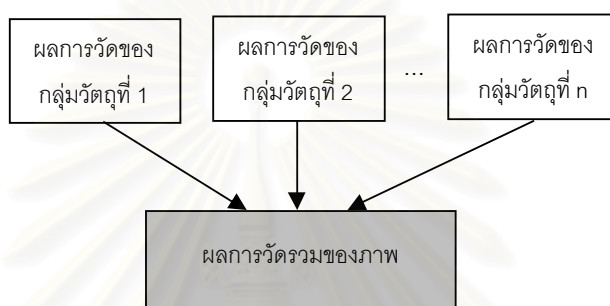 ผลการวัดของ
กลุ่มวัตถุที่ 1
ผลการวัดของ
กลุ่มวัตถุที่ 2
...
ผลการวัดของ
กลุ่มวัตถุที่ n
ผลการวัดรวมของภาพ